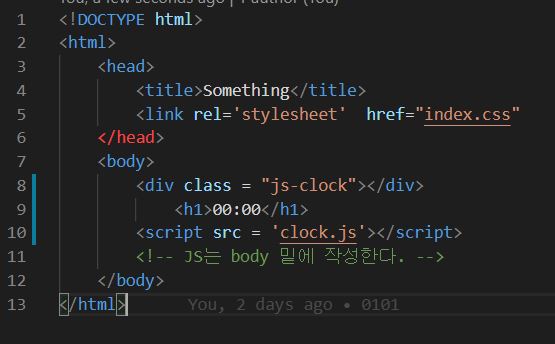 You, a few seconds ago | 1 author (You)
1 <!DOCTYPE html>
2 <html>
3 <head>
4 <title>Something</title>
5 <link rel='stylesheet'  href="index.css"
6 </head>
7 <body>
8 <div class = "js-clock"></div>
9 <h1>00:00</h1>
10 <script src = 'clock.js'></script>
11 <!-- JS는 body 밑에 작성한다. -->
12 </body>
13 </html> You, 2 days ago • 0101